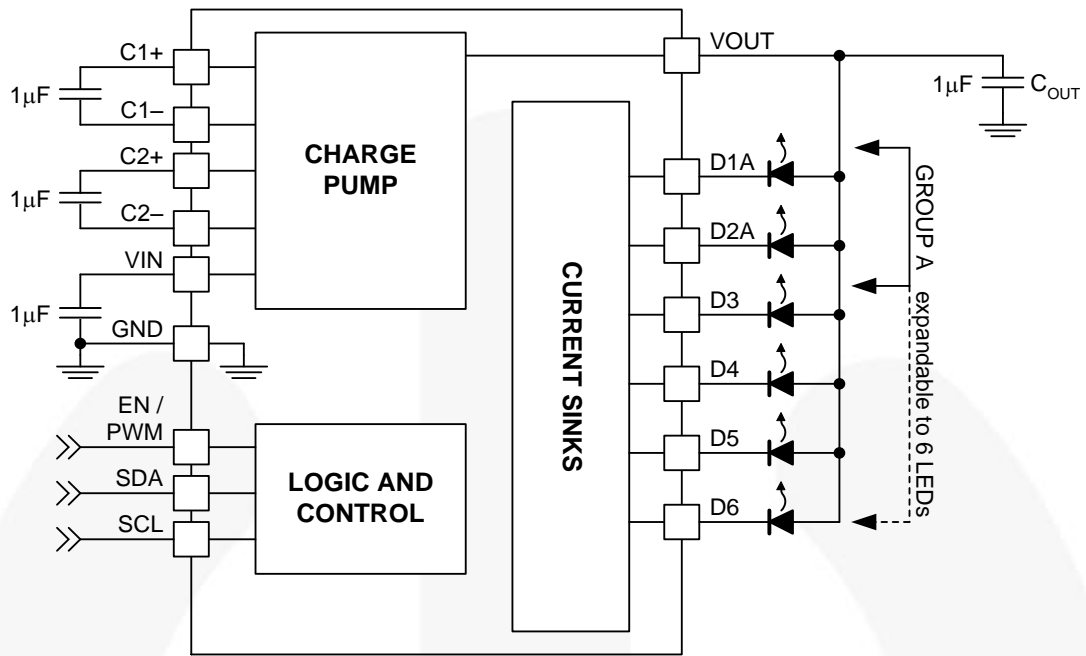 C1+
1μF
C1–
C2+
1μF
C2–
VIN
1μF
GND
EN /
PWM
SDA
SCL
CHARGE
PUMP
LOGIC AND
CONTROL
CURRENT SINKS
VOUT
1μF
COUT
D1A
D2A
D3
D4
D5
D6
GROUP A expandable to 6 LEDs